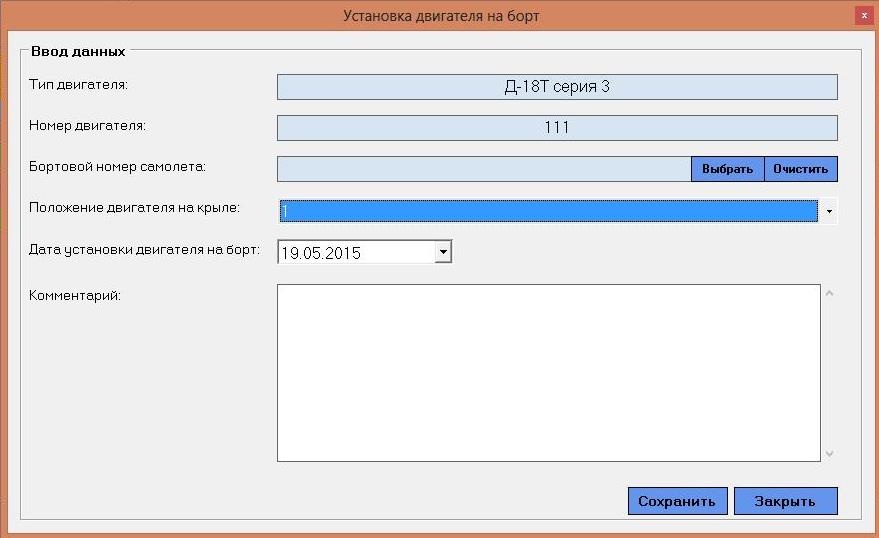 Установка двигателя на борт
x
Ввод данных
Тип двигателя: Д-18Т серия 3
Номер двигателя: 111
Бортовой номер самолета: Выбрать Очистить
Положение двигателя на крыле: 1
Дата установки двигателя на борт: 19.05.2015
Комментарий:
Сохранить Закрыть